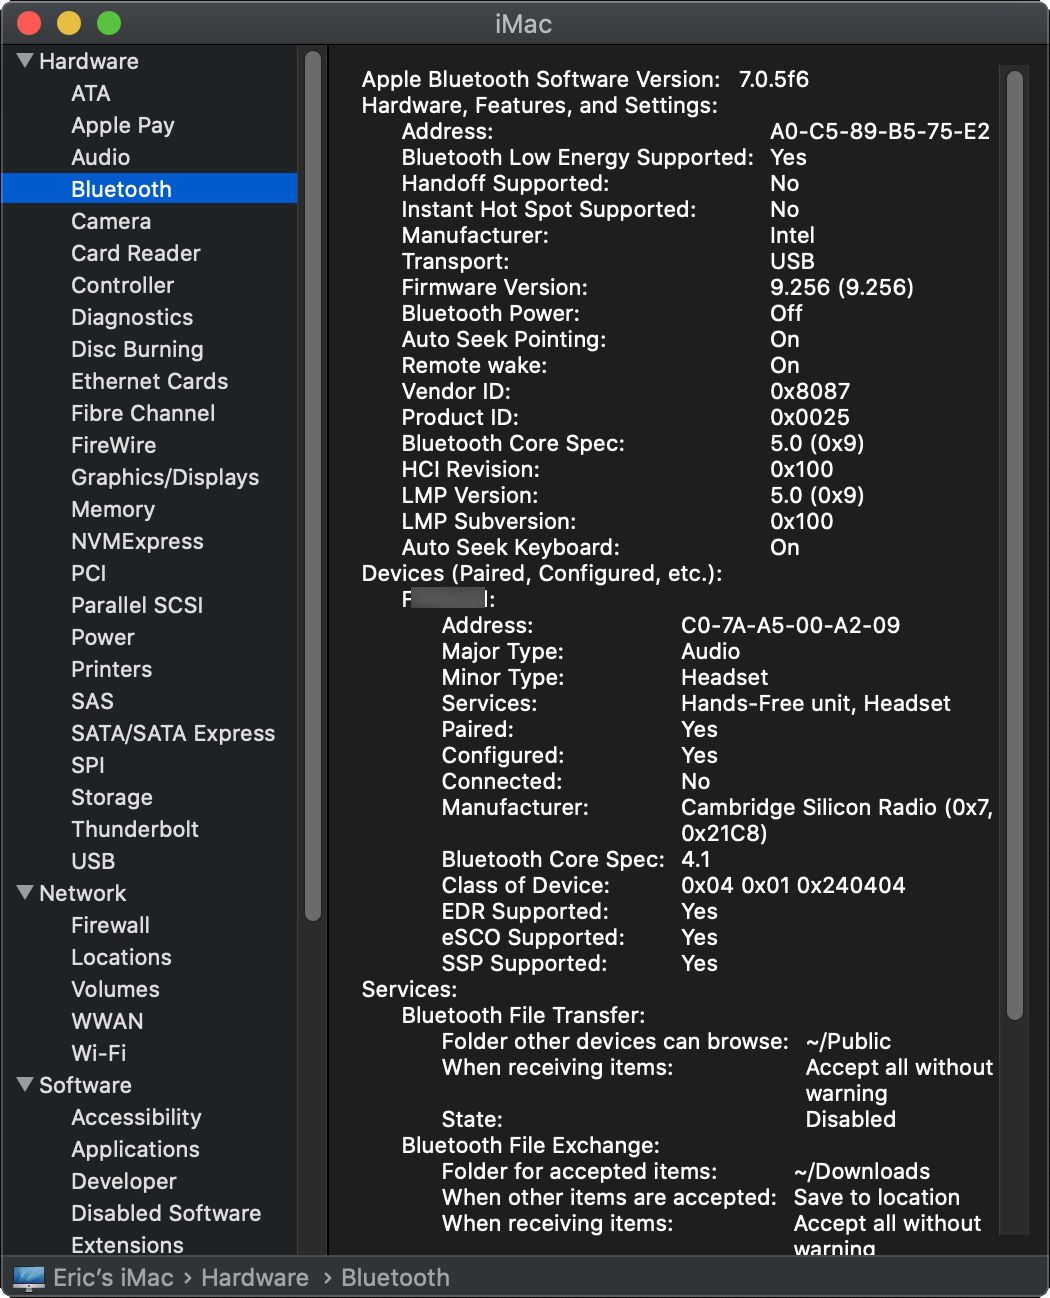 iMac
Hardware
ATA
Apple Pay
Audio
Bluetooth
Camera
Card Reader
Controller
Diagnostics
Disc Burning
Ethernet Cards
Fibre Channel
FireWire
Graphics/Displays
Memory
NVMExpress
PCI
Parallel SCSI
Power
Printers
SAS
SATA/SATA Express
SPI
Storage
Thunderbolt
USB
Network
Firewall
Locations
Volumes
WWAN
Wi-Fi
Software
Accessibility
Applications
Developer
Disabled Software
Extensions
Apple Bluetooth Software Version: 7.0.5f6
Hardware, Features, and Settings:
Address: A0-C5-89-B5-75-E2
Bluetooth Low Energy Supported: Yes
Handoff Supported: No
Instant Hot Spot Supported: No
Manufacturer: Intel
Transport: USB
Firmware Version: 9.256 (9.256)
Bluetooth Power: Off
Auto Seek Pointing: On
Remote wake: On
Vendor ID: 0x8087
Product ID: 0x0025
Bluetooth Core Spec: 5.0 (0x9)
HCI Revision: 0x100
LMP Version: 5.0 (0x9)
LMP Subversion: 0x100
Auto Seek Keyboard: On
Devices (Paired, Configured, etc.):
Address: C0-7A-A5-00-A2-09
Major Type: Audio
Minor Type: Headset
Services: Hands-Free unit, Headset
Paired: Yes
Configured: Yes
Connected: No
Manufacturer: Cambridge Silicon Radio (0x7,
0x21C8)
Bluetooth Core Spec: 4.1
Class of Device: 0x04 0x01 0x240404
EDR Supported: Yes
eSCO Supported: Yes
SSP Supported: Yes
Services:
Bluetooth File Transfer:
Folder other devices can browse: ~/Public
When receiving items: Accept all without
warning
State: Disabled
Bluetooth File Exchange:
Folder for accepted items: ~/Downloads
When other items are accepted: Save to location
When receiving items: Accept all without
warning
Eric's iMac › Hardware › Bluetooth